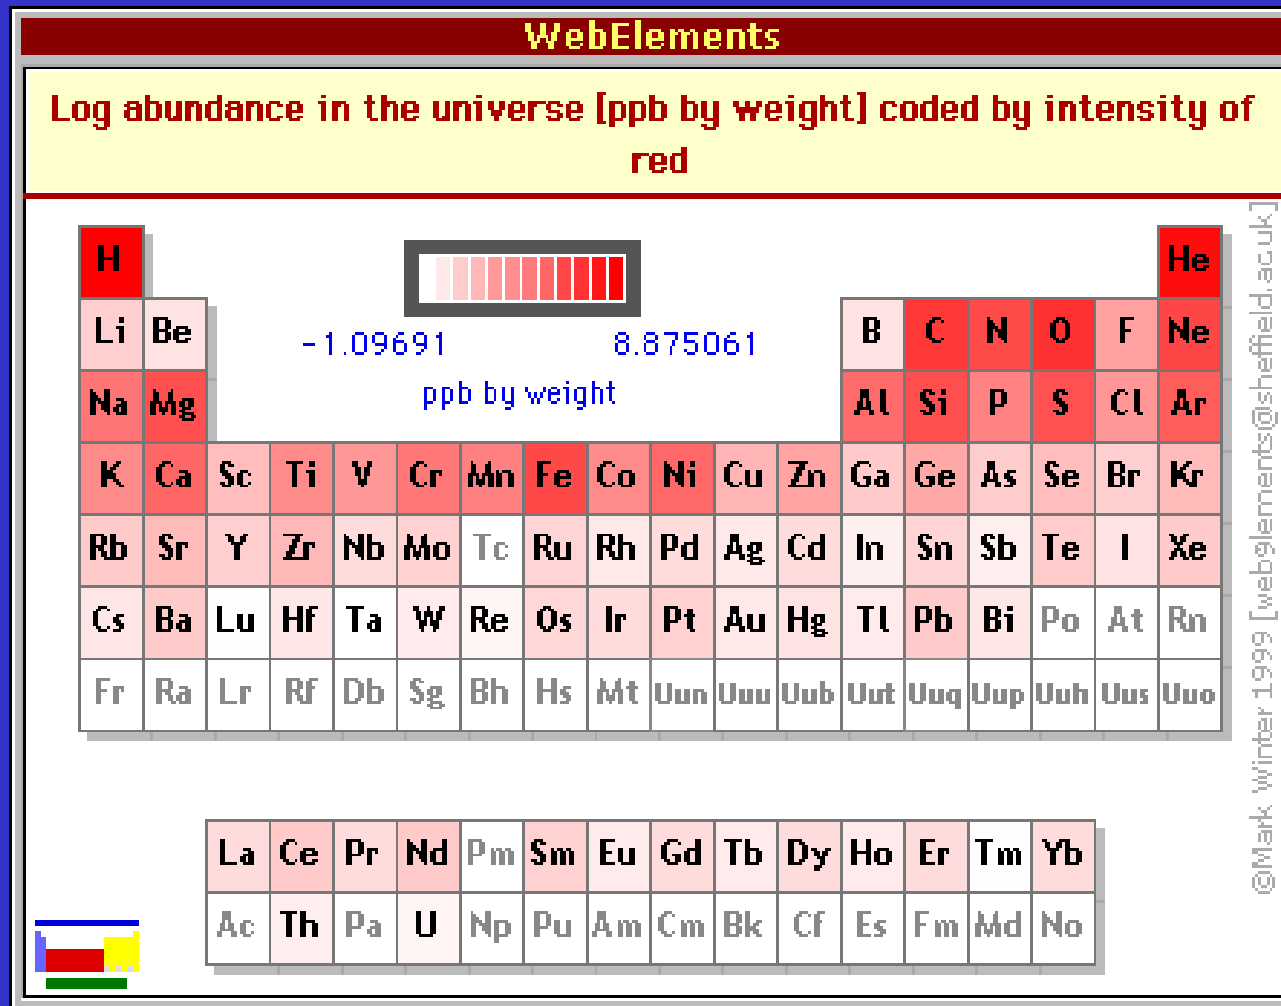 WebElements
Log abundance in the universe [ppb by weight] coded by intensity of
red
H He
Li Be B C N O F Ne
-1.09691 8.875061
ppb by weight
Na Mg Al Si P S Cl Ar
K Ca Sc Ti V Cr Mn Fe Co Ni Cu Zn Ga Ge As Se Br Kr
Rb Sr Y Zr Nb Mo Tc Ru Rh Pd Ag Cd In Sn Sb Te I Xe
Cs Ba Lu Hf Ta W Re Os Ir Pt Au Hg Tl Pb Bi Po At Rn
Fr Ra Lr Rf Db Sg Bh Hs Mt Uun Uuu Uub Uut Uuq Uup Uuh Uus Uuo
La Ce Pr Nd Pm Sm Eu Gd Tb Dy Ho Er Tm Yb
Ac Th Pa U Np Pu Am Cm Bk Cf Es Fm Md No
©Mark Winter 1999 [webelements@sheffield.ac.uk]